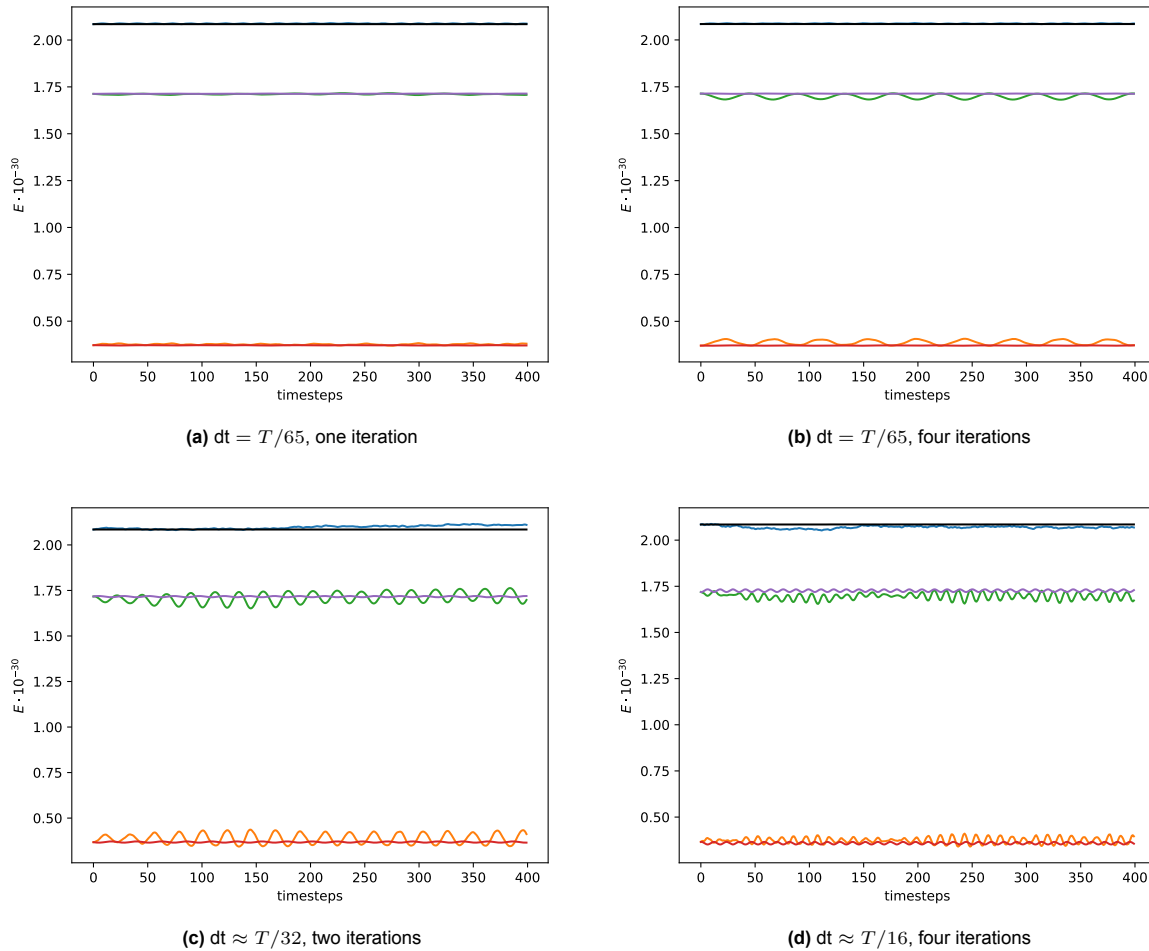 2.00
1.75
1.50
1.25
1.00
0.75
0.50
E · 10⁻³⁰
0 50 100 150 200 250 300 350 400
timesteps
(a) dt = T/65, one iteration
2.00
1.75
1.50
1.25
1.00
0.75
0.50
E · 10⁻³⁰
0 50 100 150 200 250 300 350 400
timesteps
(b) dt = T/65, four iterations
2.00
1.75
1.50
1.25
1.00
0.75
0.50
E · 10⁻³⁰
0 50 100 150 200 250 300 350 400
timesteps
(c) dt ≈ T/32, two iterations
2.00
1.75
1.50
1.25
1.00
0.75
0.50
E · 10⁻³⁰
0 50 100 150 200 250 300 350 400
timesteps
(d) dt ≈ T/16, four iterations